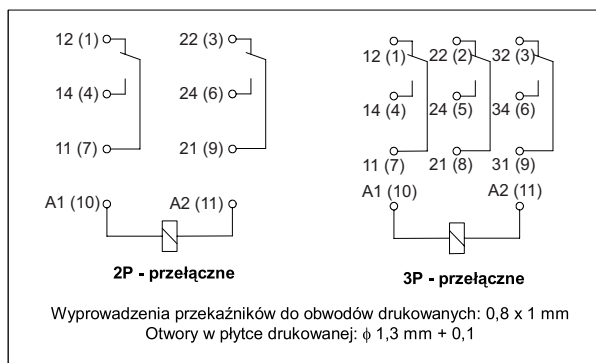 12 (1) 22 (3)
14 (4) 24 (6)
11 (7) 21 (9)
A1 (10) A2 (11)
2P - przełączne
12 (1) 22 (2) 32 (3)
14 (4) 24 (5) 34 (6)
11 (7) 21 (8) 31 (9)
A1 (10) A2 (11)
3P - przełączne
Wyprowadzenia przekaźników do obwodów drukowanych: 0,8 x 1 mm
Otwory w płytce drukowanej: ϕ 1,3 mm + 0,1